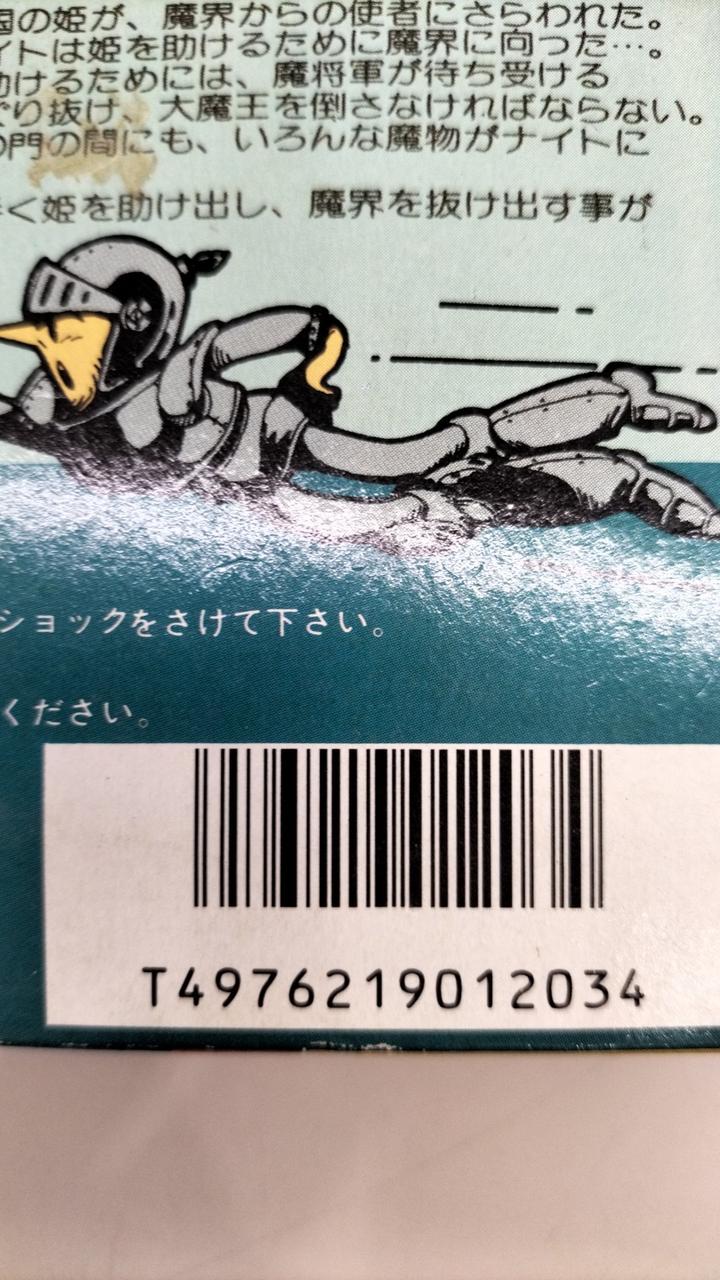 国の姫が、魔界からの使者にさらわれた。
イトは姫を助けるために魔界に向った…。
助けるためには、魔将軍が待ち受ける
ぐり抜け、大魔王を倒さなければならない。
の門の間にも、いろんな魔物がナイトに
く姫を助け出し、魔界を抜け出す事が
ショックをさけて下さい。
ください。
T4976219012034